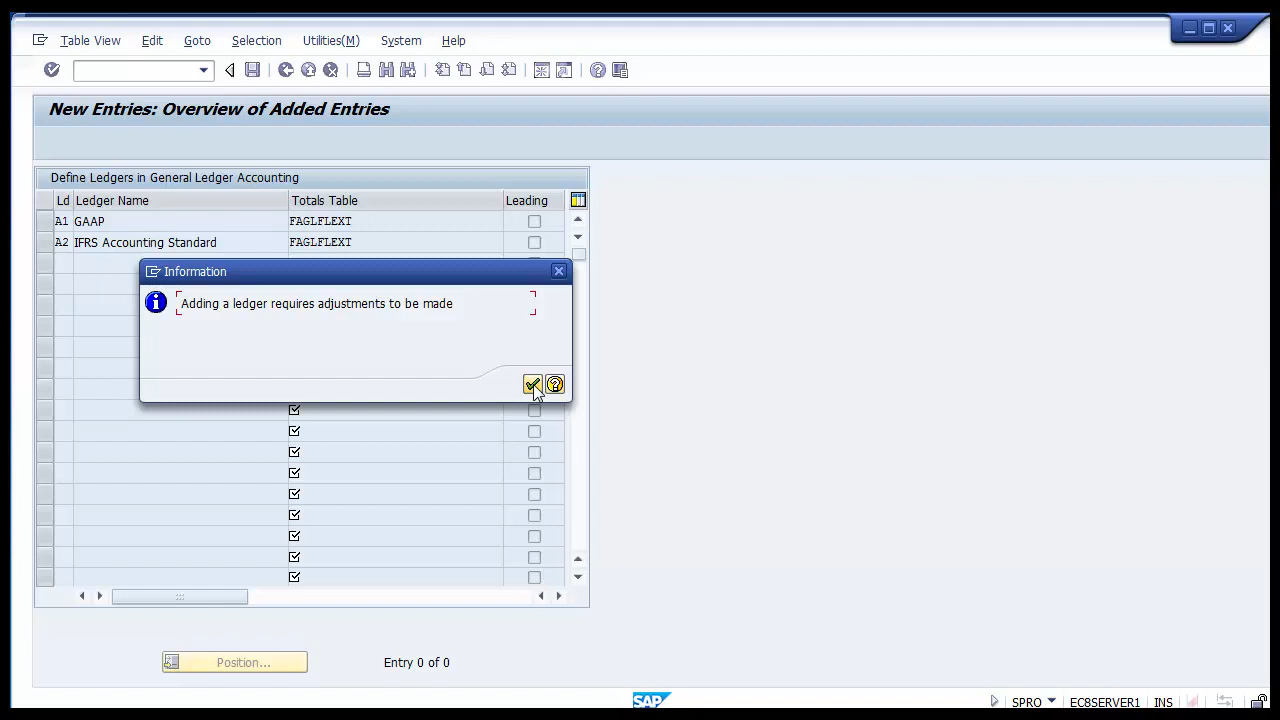 Table View Edit Goto Selection Utilities(M) System Help
New Entries: Overview of Added Entries
Define Ledgers in General Ledger Accounting
Ld Ledger Name Totals Table Leading
A1 GAAP FAGLFLEXT
A2 IFRS Accounting Standard FAGLFLEXT
Information
Adding a ledger requires adjustments to be made
Position... Entry 0 of 0
SAP SPRO EC8SERVER1 INS